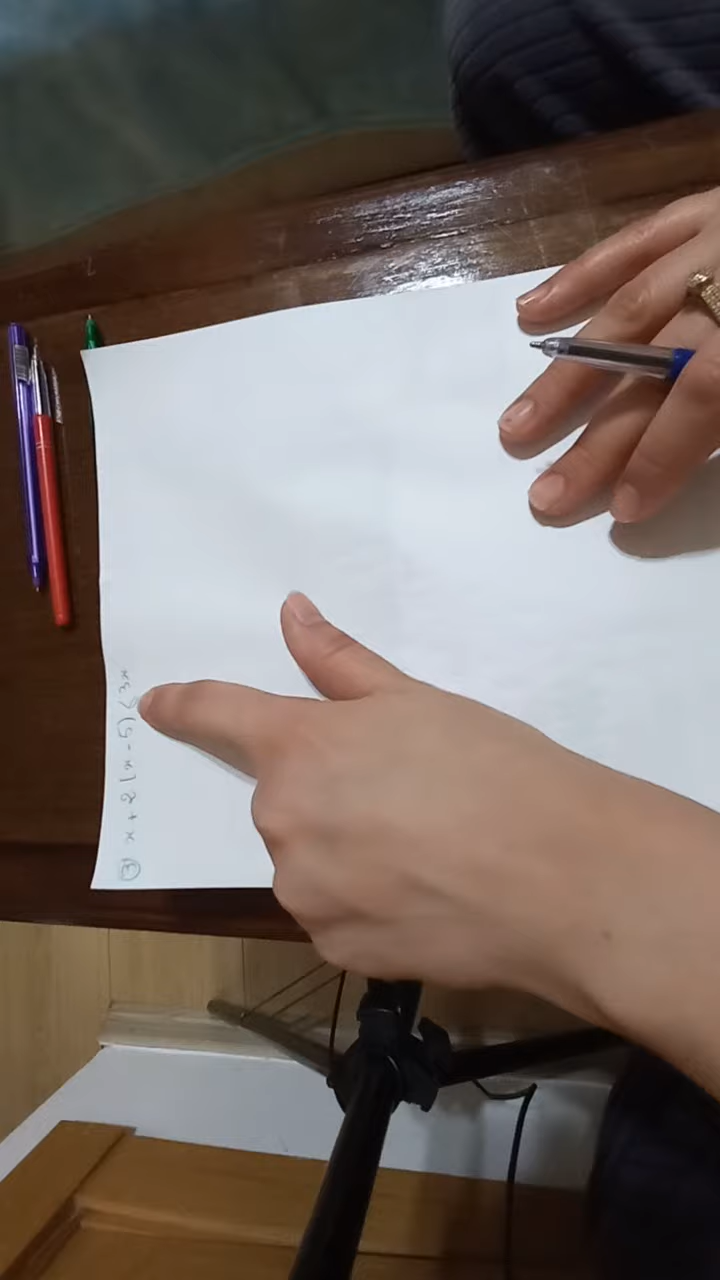 ③ x + 2(x - 5) < 3x